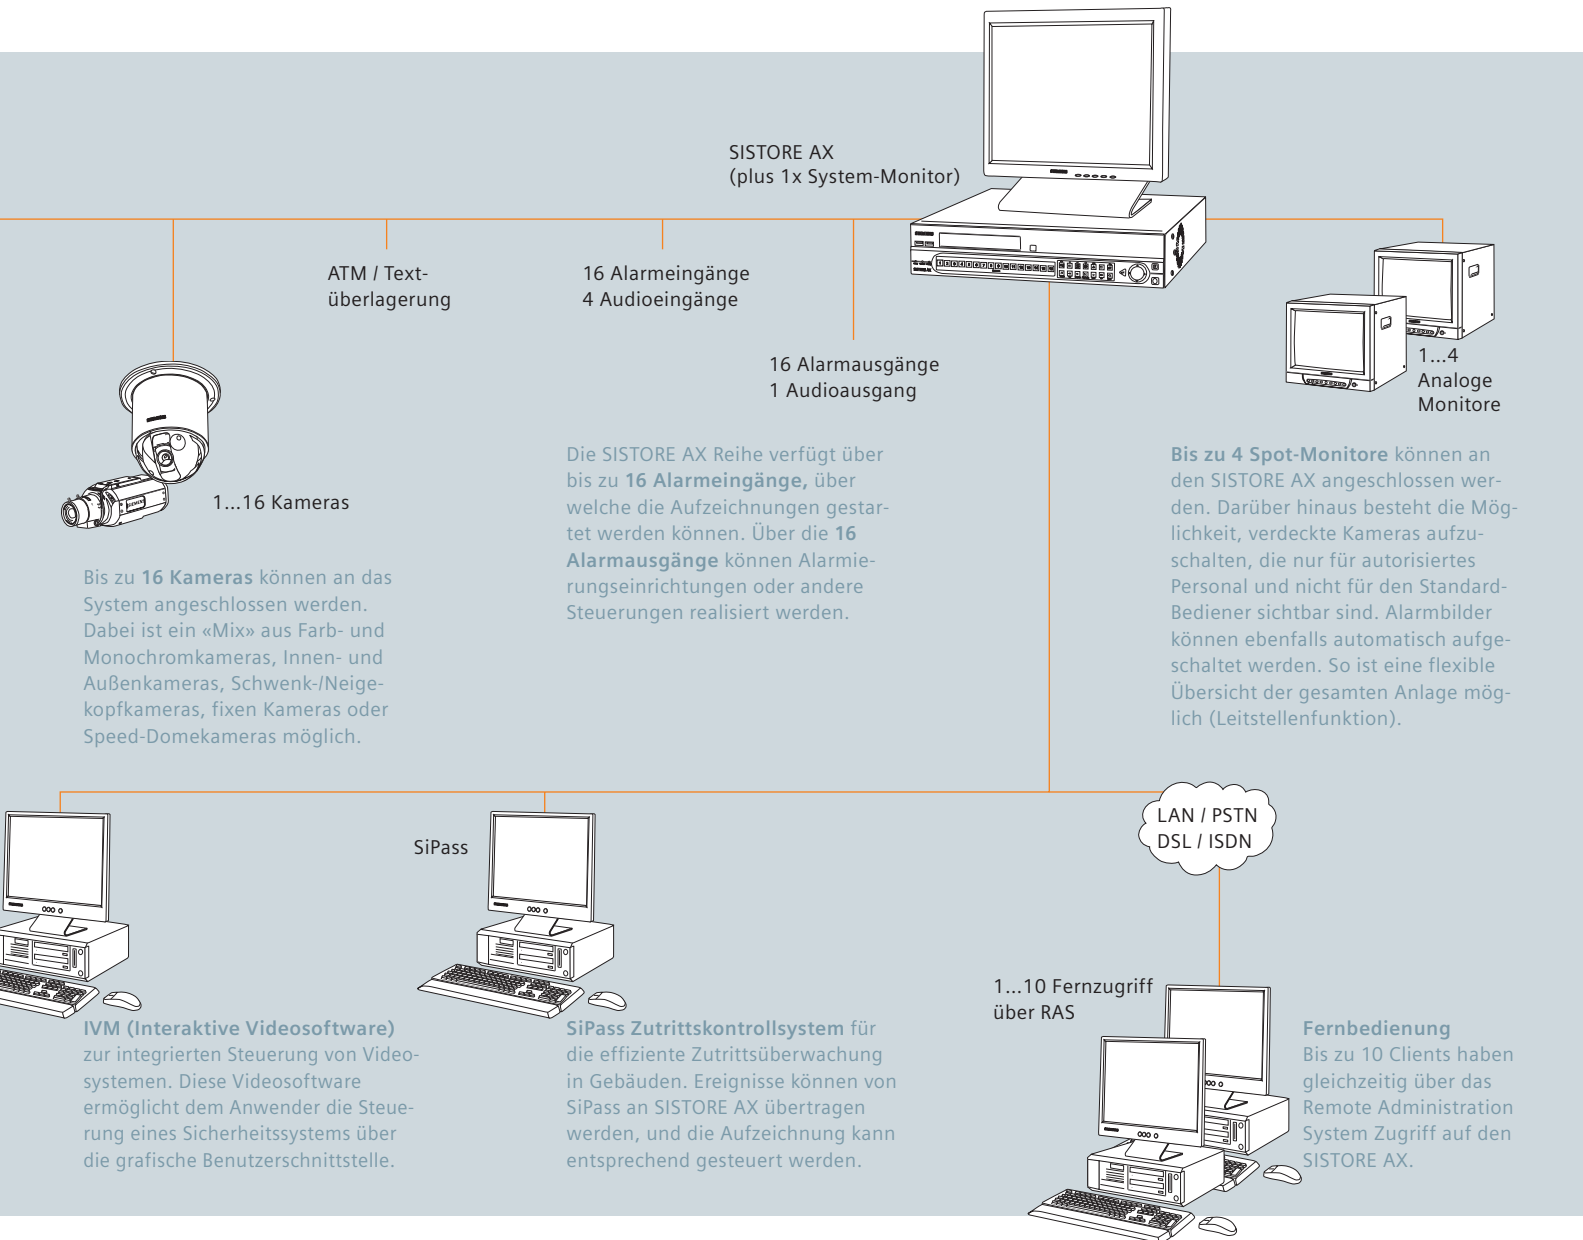 SISTORE AX
(plus 1x System-Monitor)
ATM / Text-
überlagerung
16 Alarmeingänge
4 Audioeingänge
16 Alarmausgänge
1 Audioausgang
1...4
Analoge
Monitore
1...16 Kameras
Bis zu 16 Kameras können an das
System angeschlossen werden.
Dabei ist ein «Mix» aus Farb- und
Monochromkameras, Innen- und
Außenkameras, Schwenk-/Neige-
kopfkameras, fixen Kameras oder
Speed-Domekameras möglich.
Die SISTORE AX Reihe verfügt über
bis zu 16 Alarmeingänge, über
welche die Aufzeichnungen gestar-
tet werden können. Über die 16
Alarmausgänge können Alarmie-
rungseinrichtungen oder andere
Steuerungen realisiert werden.
Bis zu 4 Spot-Monitore können an
den SISTORE AX angeschlossen wer-
den. Darüber hinaus besteht die Mög-
lichkeit, verdeckte Kameras aufzu-
schalten, die nur für autorisiertes
Personal und nicht für den Standard-
Bediener sichtbar sind. Alarmbilder
können ebenfalls automatisch aufge-
schaltet werden. So ist eine flexible
Übersicht der gesamten Anlage mög-
lich (Leitstellenfunktion).
SiPass
LAN / PSTN
DSL / ISDN
1...10 Fernzugriff
über RAS
IVM (Interaktive Videosoftware)
zur integrierten Steuerung von Video-
systemen. Diese Videosoftware
ermöglicht dem Anwender die Steue-
rung eines Sicherheitssystems über
die grafische Benutzerschnittstelle.
SiPass Zutrittskontrollsystem für
die effiziente Zutrittsüberwachung
in Gebäuden. Ereignisse können von
SiPass an SISTORE AX übertragen
werden, und die Aufzeichnung kann
entsprechend gesteuert werden.
Fernbedienung
Bis zu 10 Clients haben
gleichzeitig über das
Remote Administration
System Zugriff auf den
SISTORE AX.